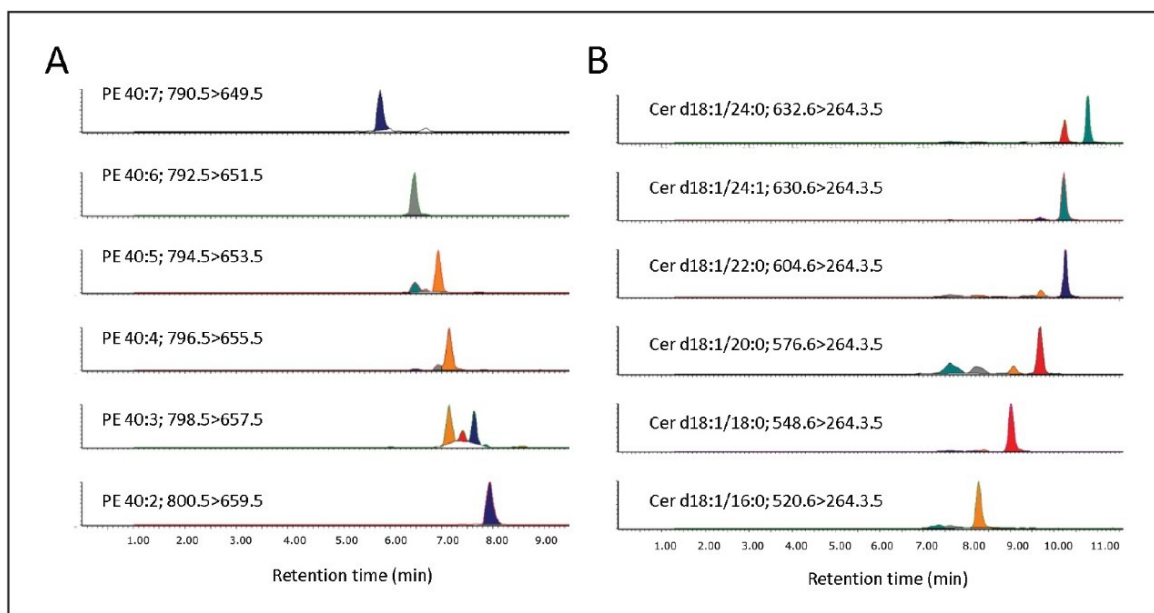 A
PE 40:7; 790.5>649.5
PE 40:6; 792.5>651.5
PE 40:5; 794.5>653.5
PE 40:4; 796.5>655.5
PE 40:3; 798.5>657.5
PE 40:2; 800.5>659.5
1.00 2.00 3.00 4.00 5.00 6.00 7.00 8.00 9.00
Retention time (min)
B
Cer d18:1/24:0; 632.6>264.3.5
Cer d18:1/24:1; 630.6>264.3.5
Cer d18:1/22:0; 604.6>264.3.5
Cer d18:1/20:0; 576.6>264.3.5
Cer d18:1/18:0; 548.6>264.3.5
Cer d18:1/16:0; 520.6>264.3.5
1.00 2.00 3.00 4.00 5.00 6.00 7.00 8.00 9.00 10.00 11.00
Retention time (min)